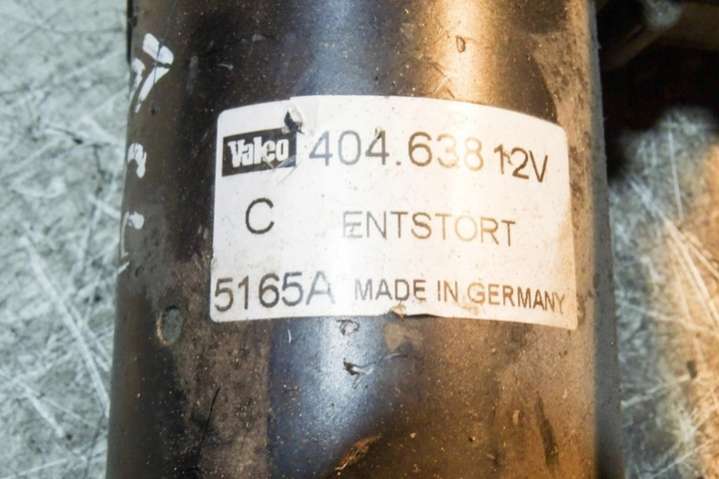 Valeo 404.638 12V
C ENTSTORT
5165A MADE IN GERMANY